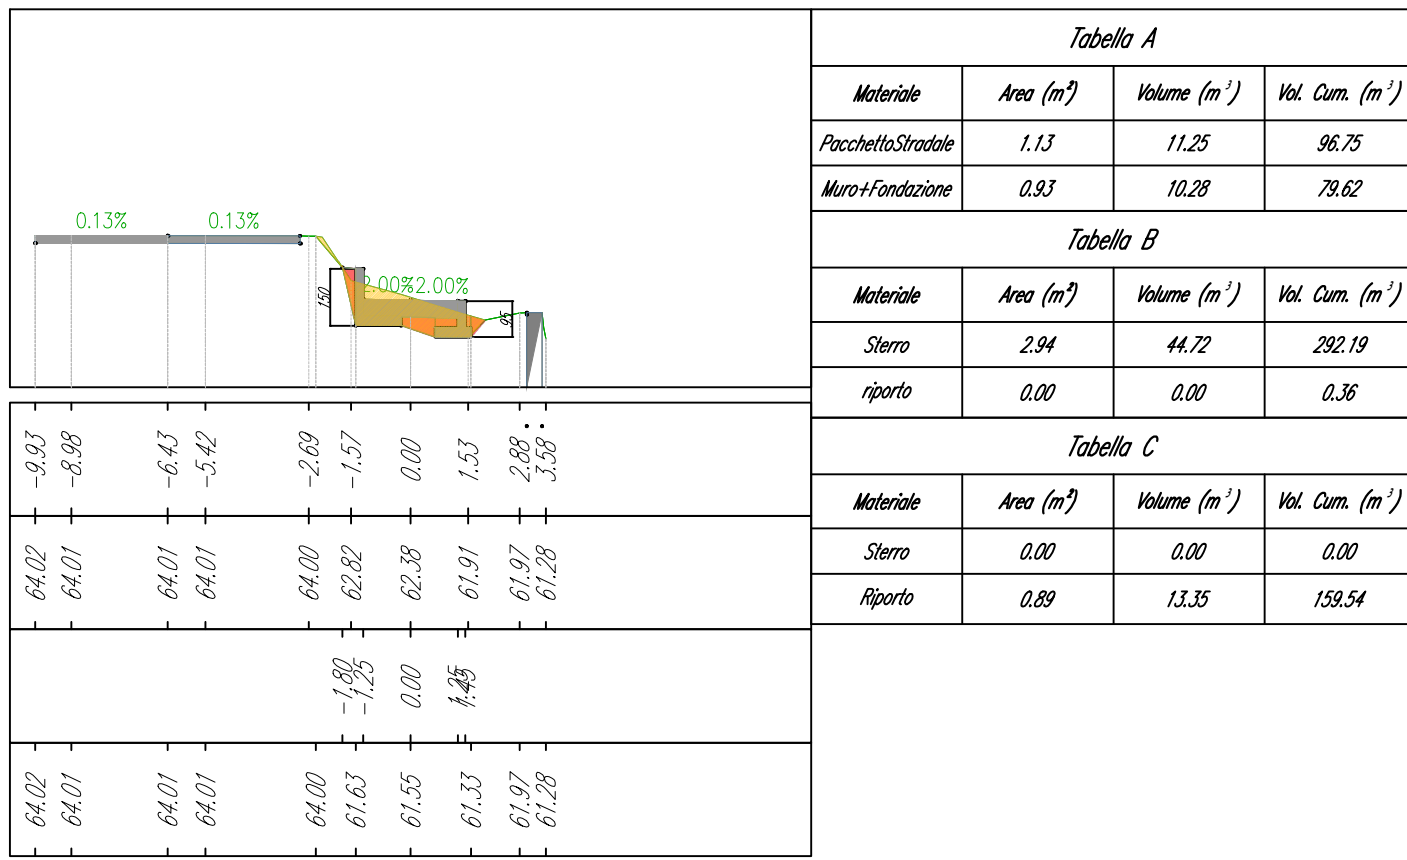 0.13% 0.13%
2.00% 2.00%
150
95
-9.93 -8.98 -6.43 -5.42 -2.69 -1.57 0.00 1.53 2.88 3.58
64.02 64.01 64.01 64.01 64.00 62.82 62.38 61.91 61.97 61.28
-1.80 -1.25 0.00 1.25 1.45
64.02 64.01 64.01 64.01 64.00 61.63 61.55 61.33 61.97 61.28
Tabella A
Materiale Area (m²) Volume (m³) Vol. Cum. (m³)
PacchettoStradale 1.13 11.25 96.75
Muro+Fondazione 0.93 10.28 79.62
Tabella B
Materiale Area (m²) Volume (m³) Vol. Cum. (m³)
Sterro 2.94 44.72 292.19
riporto 0.00 0.00 0.36
Tabella C
Materiale Area (m²) Volume (m³) Vol. Cum. (m³)
Sterro 0.00 0.00 0.00
Riporto 0.89 13.35 159.54